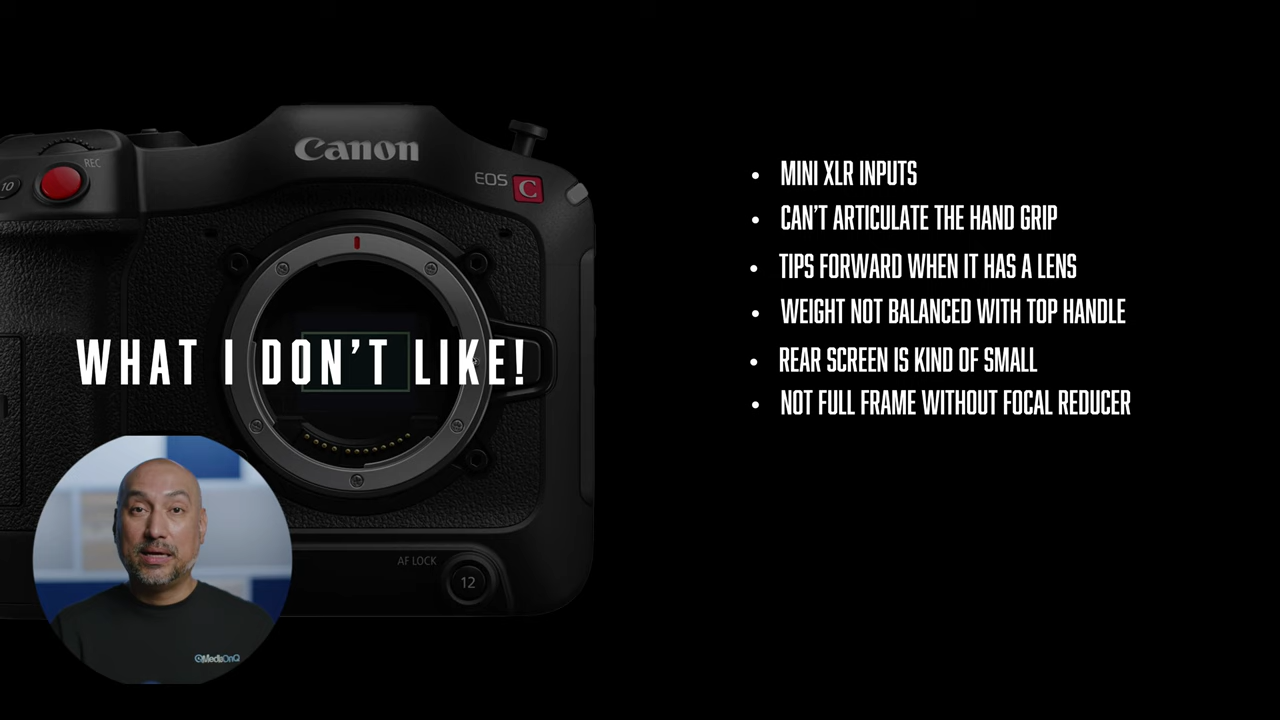 Canon
REC
EOS C
10
MINI XLR INPUTS
CAN'T ARTICULATE THE HAND GRIP
TIPS FORWARD WHEN IT HAS A LENS
WEIGHT NOT BALANCED WITH TOP HANDLE
REAR SCREEN IS KIND OF SMALL
NOT FULL FRAME WITHOUT FOCAL REDUCER
WHAT I DON'T LIKE!
AF LOCK
12
MediaOnQ